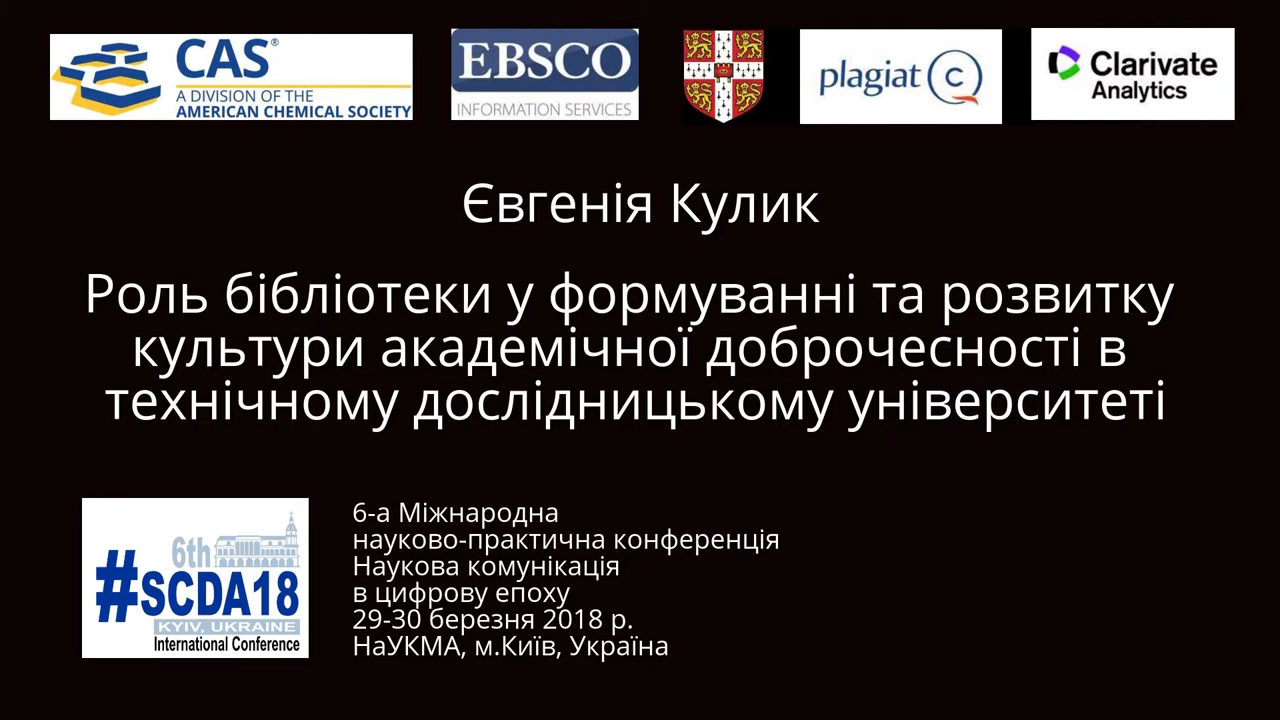 CAS®
A DIVISION OF THE
AMERICAN CHEMICAL SOCIETY
EBSCO
INFORMATION SERVICES
plagiat c
Clarivate
Analytics
Євгенія Кулик
Роль бібліотеки у формуванні та розвитку
культури академічної доброчесності в
технічному дослідницькому університеті
6th
#SCDA18
KYIV, UKRAINE
International Conference
6-а Міжнародна
науково-практична конференція
Наукова комунікація
в цифрову епоху
29-30 березня 2018 р.
НаУКМА, м.Київ, Україна